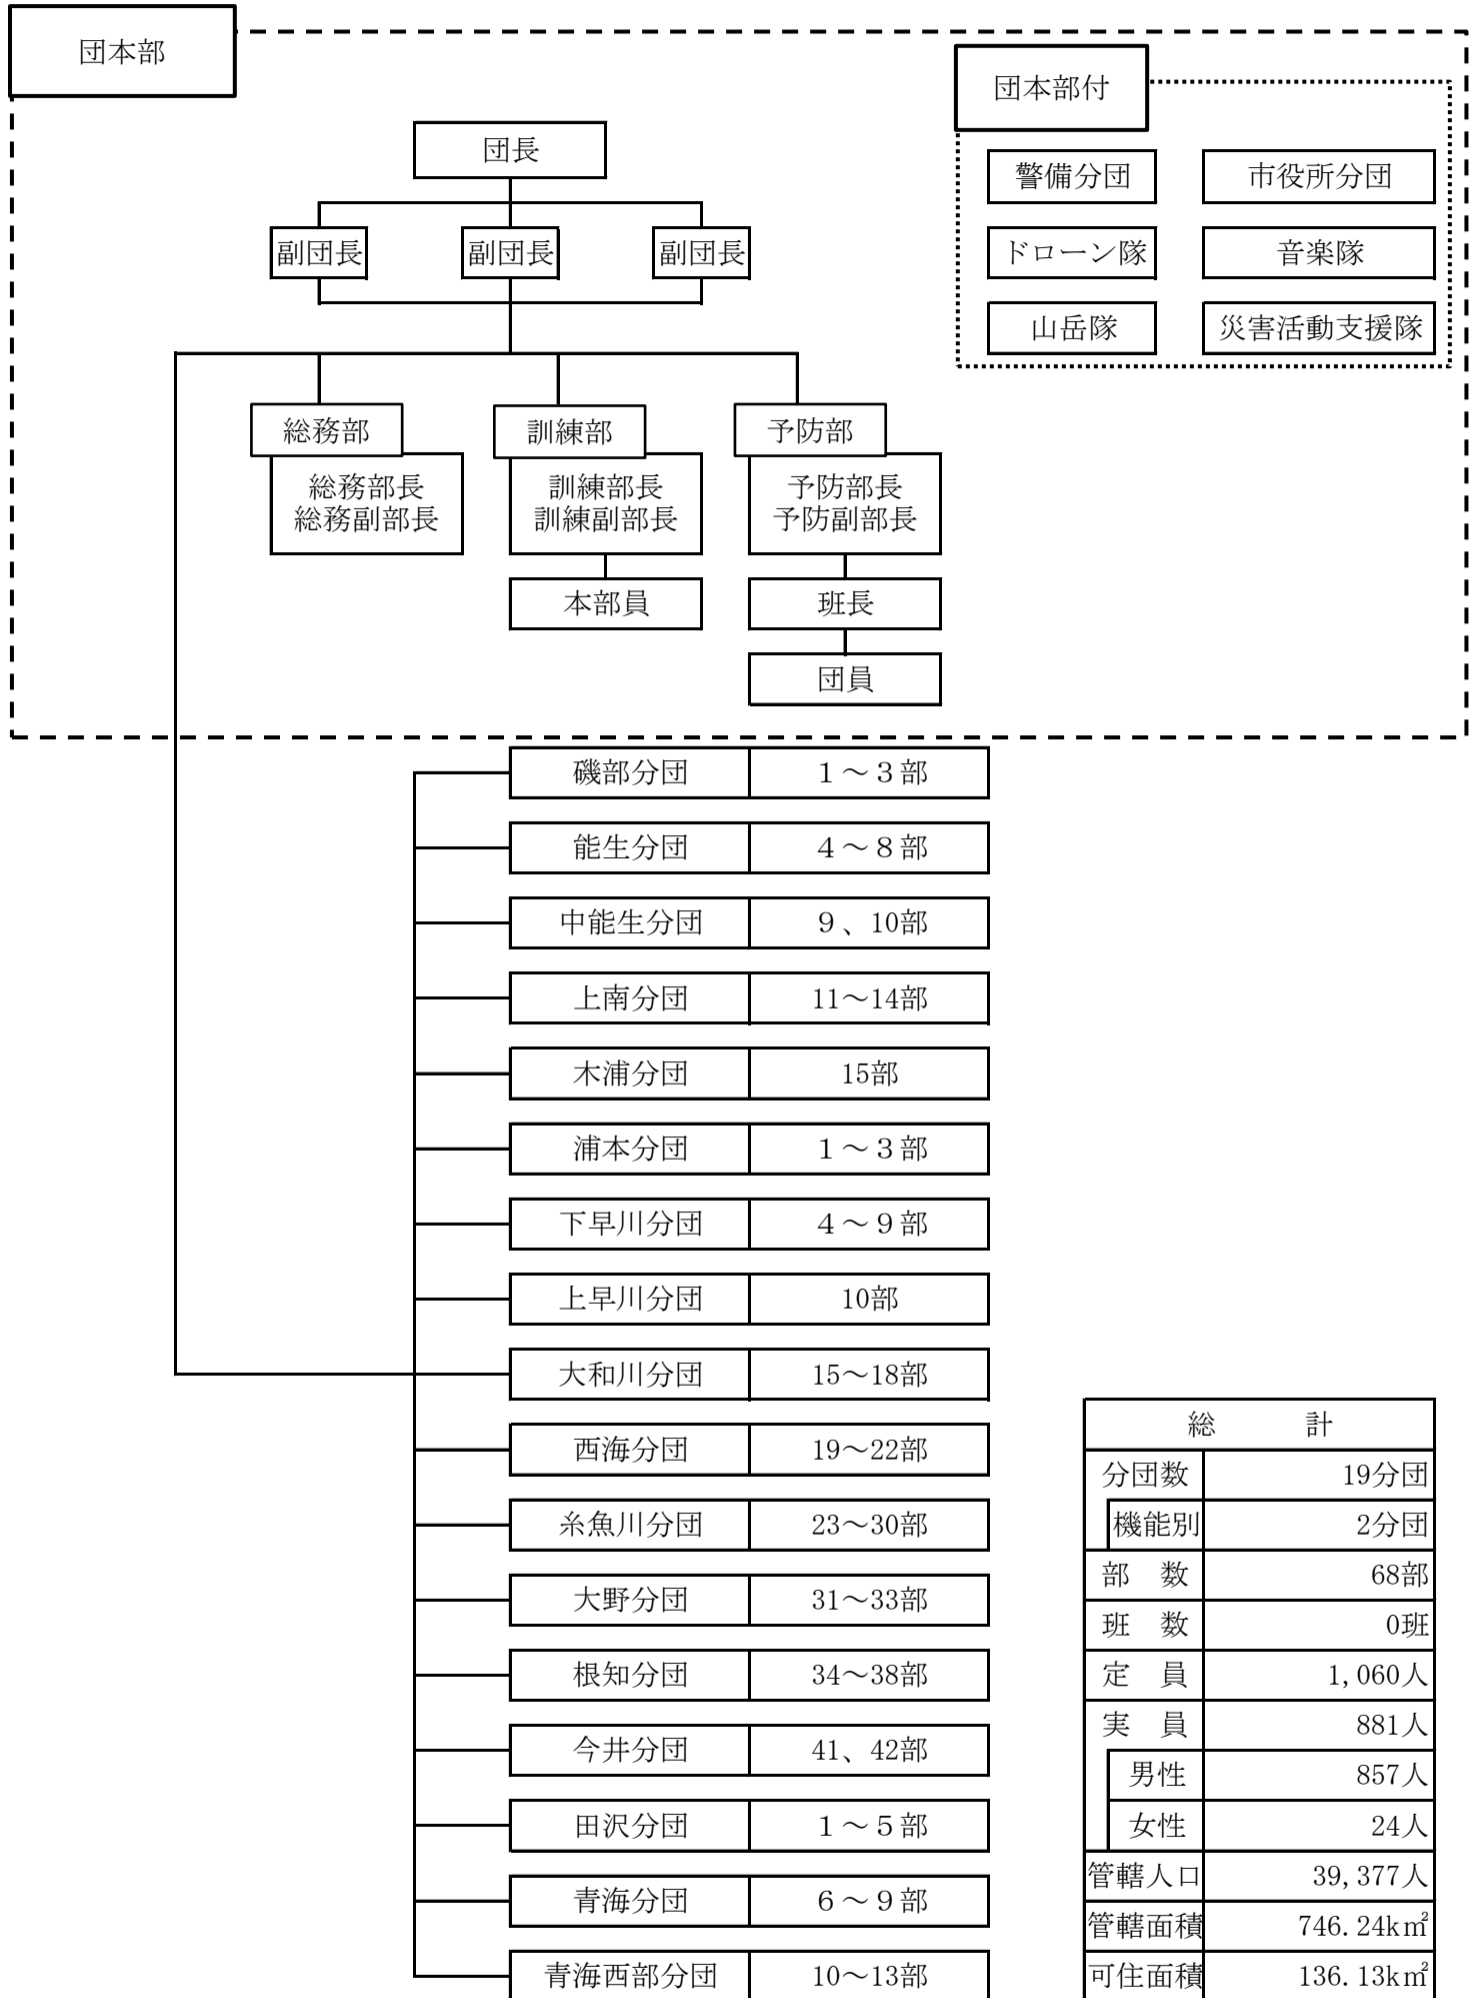 団本部
団本部付
団長
警備分団 市役所分団
副団長 副団長 副団長
ドローン隊 音楽隊
山岳隊 災害活動支援隊
総務部 訓練部 予防部
総務部長
総務副部長
訓練部長
訓練副部長
予防部長
予防副部長
本部員 班長
団員
磯部分団 1～3部
能生分団 4～8部
中能生分団 9、10部
上南分団 11～14部
木浦分団 15部
浦本分団 1～3部
下早川分団 4～9部
上早川分団 10部
大和川分団 15～18部
西海分団 19～22部
糸魚川分団 23～30部
大野分団 31～33部
根知分団 34～38部
今井分団 41、42部
田沢分団 1～5部
青海分団 6～9部
青海西部分団 10～13部
総 計
分団数 19分団
機能別 2分団
部 数 68部
班 数 0班
定 員 1,060人
実 員 881人
男性 857人
女性 24人
管轄人口 39,377人
管轄面積 746.24k㎡
可住面積 136.13k㎡